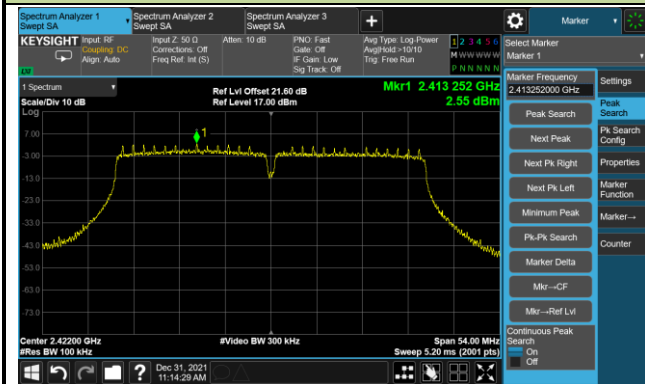 Spectrum Analyzer 1
Swept SA
Spectrum Analyzer 2
Swept SA
Spectrum Analyzer 3
Swept SA
+
Marker
KEYSIGHT
Input: RF
Coupling: DC
Align: Auto
Input Z: 50 Ω
Corrections: Off
Freq Ref: Int (S)
Atten: 10 dB
PNO: Fast
Gate: Off
IF Gain: Low
Sig Track: Off
Avg Type: Log-Power
Avg|Hold:>10/10
Trig: Free Run
1 2 3 4 5 6
M W W W W W
P N N N N N
Select Marker
Marker 1
1 Spectrum
Scale/Div 10 dB
Log
Ref Lvl Offset 21.60 dB
Ref Level 17.00 dBm
Mkr1 2.413 252 GHz
2.55 dBm
1
7.00
-3.00
-13.0
-23.0
-33.0
-43.0
-53.0
-63.0
-73.0
Center 2.42200 GHz
#Res BW 100 kHz
#Video BW 300 kHz
Span 54.00 MHz
Sweep 5.20 ms (2001 pts)
Marker Frequency
2.413252000 GHz
Peak Search
Next Peak
Next Pk Right
Next Pk Left
Minimum Peak
Pk-Pk Search
Marker Delta
Mkr→CF
Mkr→Ref Lvl
Continuous Peak
Search
On
Off
Settings
Peak
Search
Pk Search
Config
Properties
Marker
Function
Marker→
Counter
?
Dec 31, 2021
11:14:29 AM